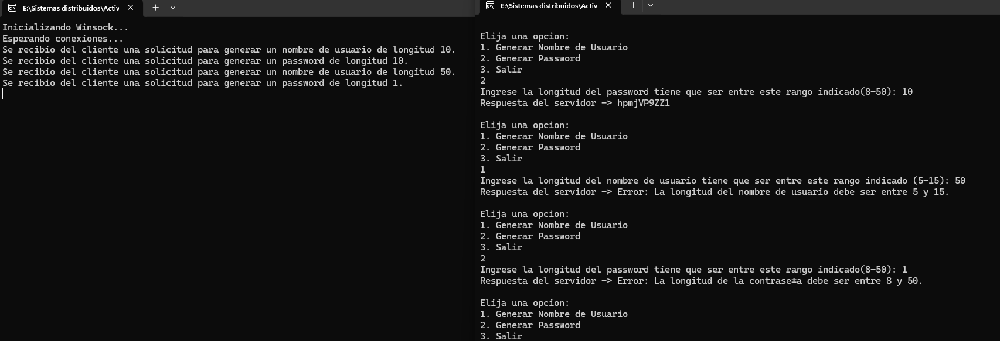 E:\Sistemas distribuidos\Activ
Inicializando Winsock...
Esperando conexiones...
Se recibio del cliente una solicitud para generar un nombre de usuario de longitud 10.
Se recibio del cliente una solicitud para generar un password de longitud 10.
Se recibio del cliente una solicitud para generar un nombre de usuario de longitud 50.
Se recibio del cliente una solicitud para generar un password de longitud 1.
E:\Sistemas distribuidos\Activ
Elija una opcion:
1. Generar Nombre de Usuario
2. Generar Password
3. Salir
2
Ingrese la longitud del password tiene que ser entre este rango indicado(8-50): 10
Respuesta del servidor -> hpmjVP9ZZ1
Elija una opcion:
1. Generar Nombre de Usuario
2. Generar Password
3. Salir
1
Ingrese la longitud del nombre de usuario tiene que ser entre este rango indicado (5-15): 50
Respuesta del servidor -> Error: La longitud del nombre de usuario debe ser entre 5 y 15.
Elija una opcion:
1. Generar Nombre de Usuario
2. Generar Password
3. Salir
2
Ingrese la longitud del password tiene que ser entre este rango indicado(8-50): 1
Respuesta del servidor -> Error: La longitud de la contrase±a debe ser entre 8 y 50.
Elija una opcion:
1. Generar Nombre de Usuario
2. Generar Password
3. Salir